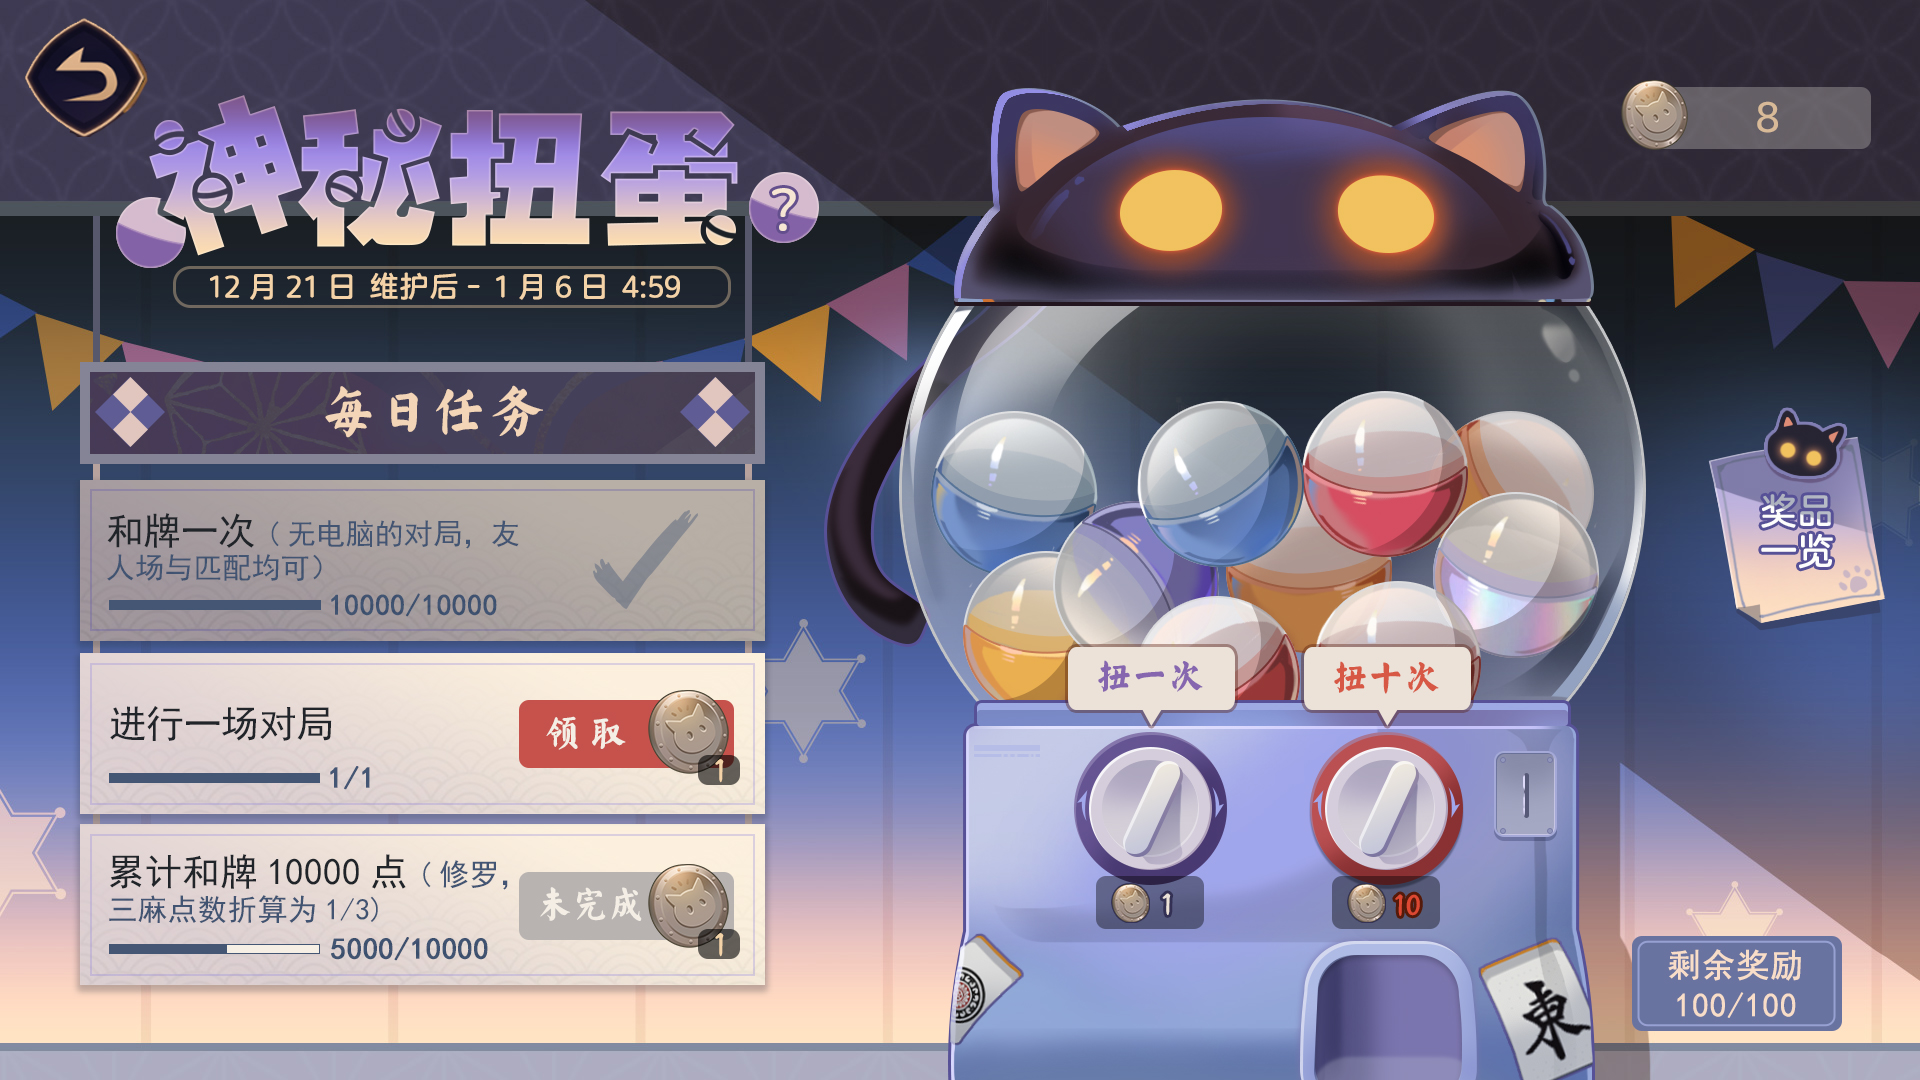 神秘扭蛋
?
12月21日 维护后 - 1月6日 4:59
8
每日任务
和牌一次（无电脑的对局，友
人场与匹配均可）
10000/10000
进行一场对局
1/1
领取
1
累计和牌 10000 点（修罗，
三麻点数折算为 1/3)
5000/10000
未完成
1
扭一次
扭十次
1
10
奖品
一览
東
剩余奖励
100/100